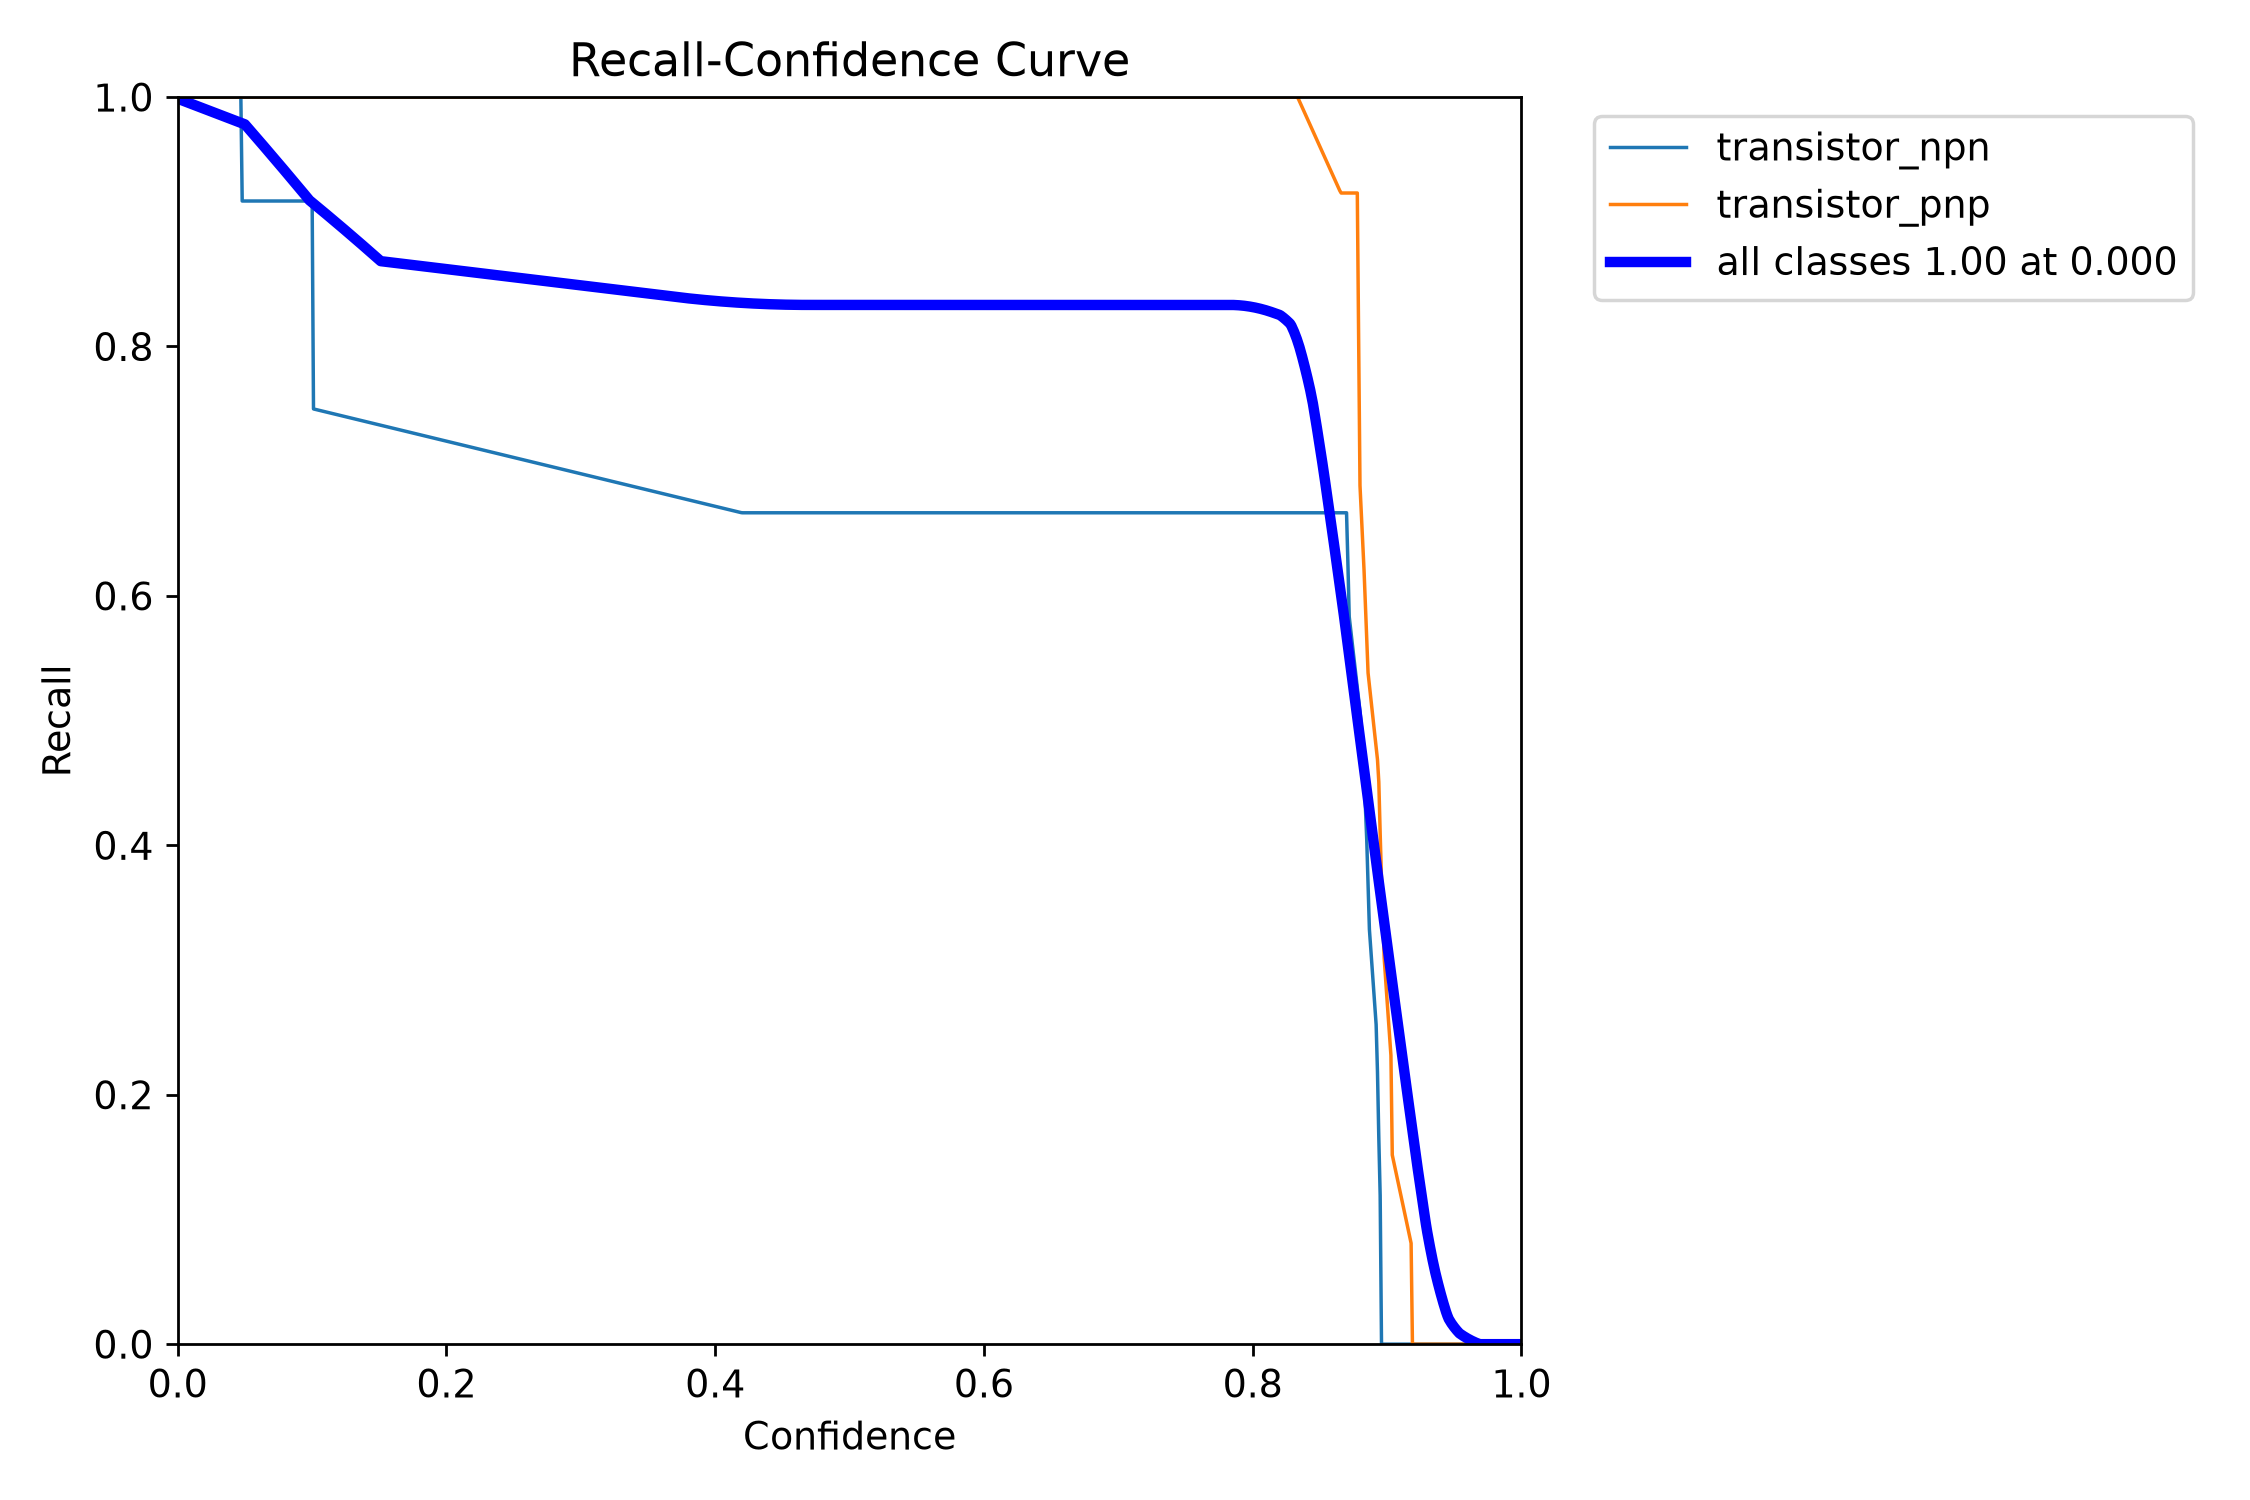 Recall-Confidence Curve
1.0
0.8
0.6
0.4
0.2
0.0
Recall
0.0 0.2 0.4 0.6 0.8 1.0
Confidence
transistor_npn
transistor_pnp
all classes 1.00 at 0.000